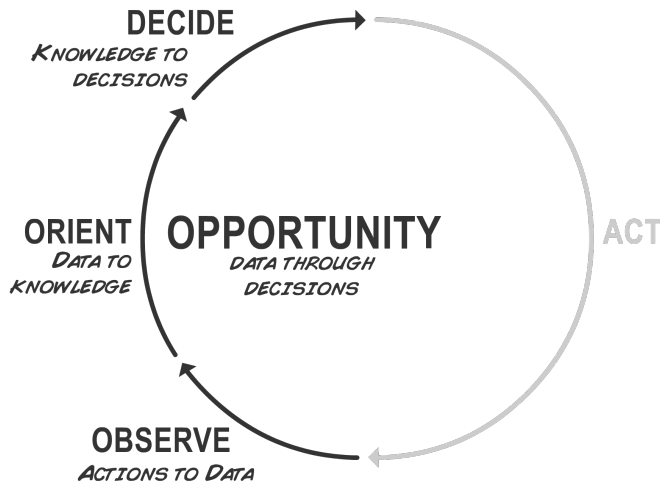 DECIDE
KNOWLEDGE TO
DECISIONS
ORIENT
DATA TO
KNOWLEDGE
OPPORTUNITY
DATA THROUGH
DECISIONS
ACT
OBSERVE
ACTIONS TO DATA